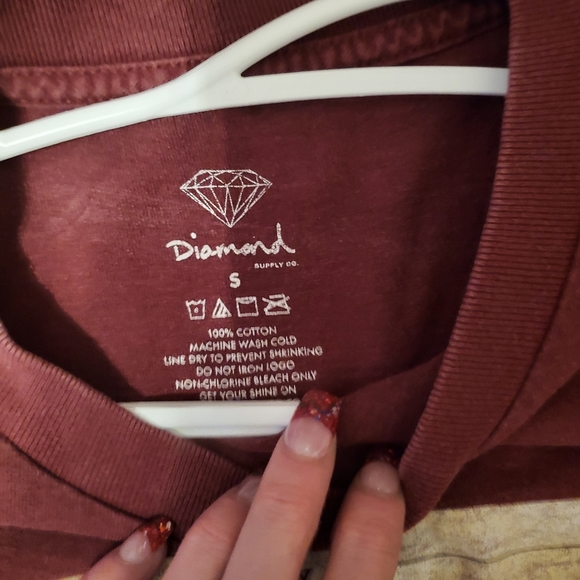 Diamond
SUPPLY CO.
S
100% COTTON
MACHINE WASH COLD
LINE DRY TO PREVENT SHRINKING
DO NOT IRON LOGO
NON-CHLORINE BLEACH ONLY
GET YOUR SHINE ON